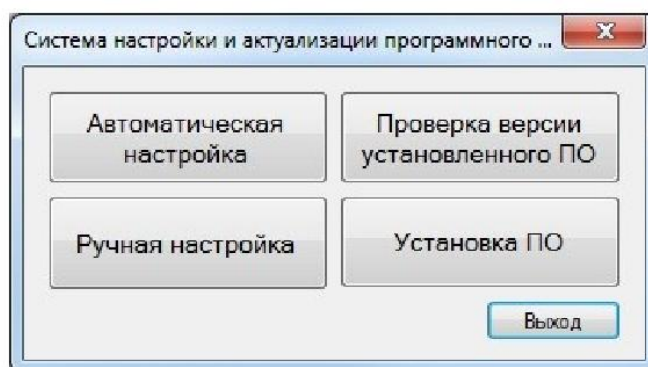 Система настройки и актуализации программного ...
Автоматическая
настройка
Проверка версии
установленного ПО
Ручная настройка
Установка ПО
Выход